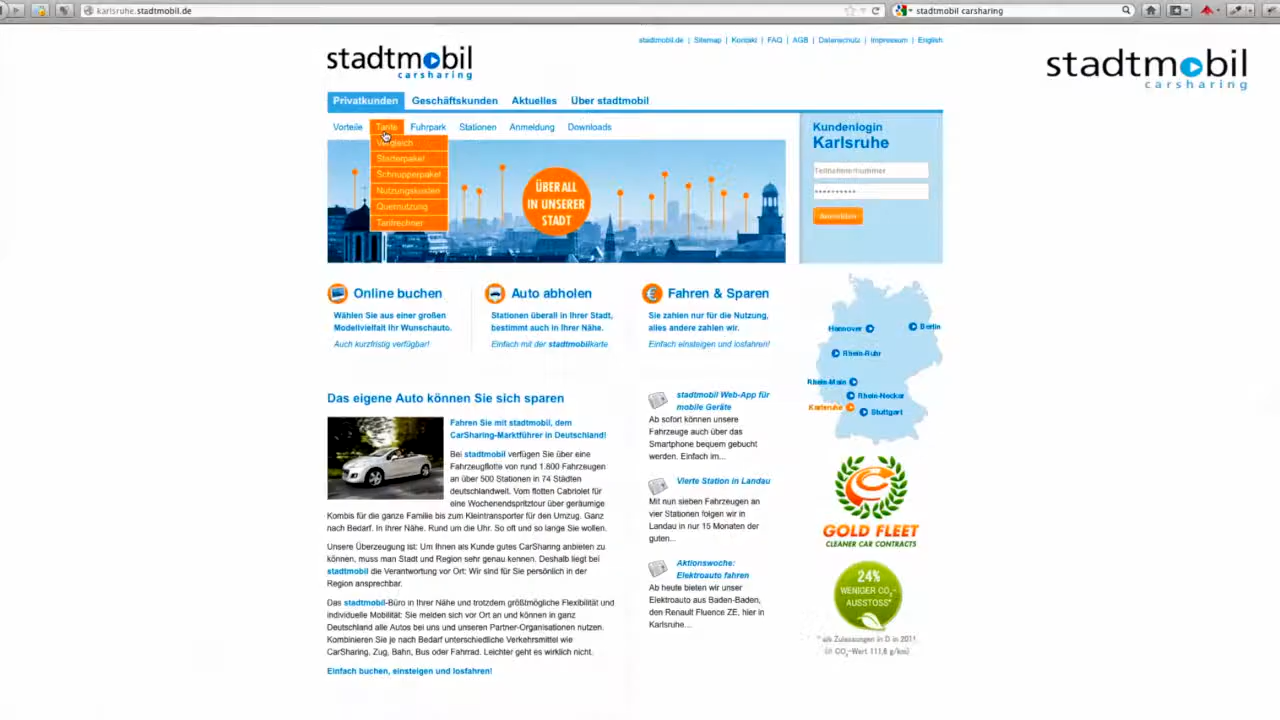 karlsruhe.stadtmobil.de
stadtmobil carsharing
stadtmobil.de | Sitemap | Kontakt | FAQ | AGB | Datenschutz | Impressum | English
stadtmobil
carsharing
stadtmobil
carsharing
Privatkunden Geschäftskunden Aktuelles Über stadtmobil
Vorteile Tarife Fuhrpark Stationen Anmeldung Downloads
Vergleich
Starterpaket
Schnupperpaket
Nutzungskosten
Quernutzung
Tarifrechner
ÜBERALL
IN UNSERER
STADT
Kundenlogin
Karlsruhe
Teilnehmernummer
••••••••••
Anmelden
Online buchen
Wählen Sie aus einer großen
Modellvielfalt Ihr Wunschauto.
Auch kurzfristig verfügbar!
Auto abholen
Stationen überall in Ihrer Stadt,
bestimmt auch in Ihrer Nähe.
Einfach mit der stadtmobilkarte
Fahren & Sparen
Sie zahlen nur für die Nutzung,
alles andere zahlen wir.
Einfach einsteigen und losfahren!
Hannover
Berlin
Rhein-Ruhr
Rhein-Main
Rhein-Neckar
Karlsruhe
Stuttgart
Das eigene Auto können Sie sich sparen
Fahren Sie mit stadtmobil, dem
CarSharing-Marktführer in Deutschland!
Bei stadtmobil verfügen Sie über eine
Fahrzeugflotte von rund 1.800 Fahrzeugen
an über 500 Stationen in 74 Städten
deutschlandweit. Vom flotten Cabriolet für
eine Wochenendspritztour über geräumige
Kombis für die ganze Familie bis zum Kleintransporter für den Umzug. Ganz
nach Bedarf. In Ihrer Nähe. Rund um die Uhr. So oft und so lange Sie wollen.
Unsere Überzeugung ist: Um Ihnen als Kunde gutes CarSharing anbieten zu
können, muss man Stadt und Region sehr genau kennen. Deshalb liegt bei
stadtmobil die Verantwortung vor Ort: Wir sind für Sie persönlich in der
Region ansprechbar.
Das stadtmobil-Büro in Ihrer Nähe und trotzdem größtmögliche Flexibilität und
individuelle Mobilität: Sie melden sich vor Ort an und können in ganz
Deutschland alle Autos bei uns und unseren Partner-Organisationen nutzen.
Kombinieren Sie je nach Bedarf unterschiedliche Verkehrsmittel wie
CarSharing, Zug, Bahn, Bus oder Fahrrad. Leichter geht es wirklich nicht.
Einfach buchen, einsteigen und losfahren!
stadtmobil Web-App für
mobile Geräte
Ab sofort können unsere
Fahrzeuge auch über das
Smartphone bequem gebucht
werden. Einfach im...
Vierte Station in Landau
Mit nun sieben Fahrzeugen an
vier Stationen folgen wir in
Landau in nur 15 Monaten der
guten...
Aktionswoche:
Elektroauto fahren
Ab heute bieten wir unser
Elektroauto aus Baden-Baden,
den Renault Fluence ZE, hier in
Karlsruhe...
GOLD FLEET
CLEANER CAR CONTRACTS
24%
WENIGER CO2-
AUSSTOSS*
* als Zulassungen in D in 2011
(Ø CO2-Wert 111,6 g/km)